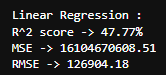 Linear Regression :
R^2 score -> 47.77%
MSE -> 16104670608.51
RMSE -> 126904.18